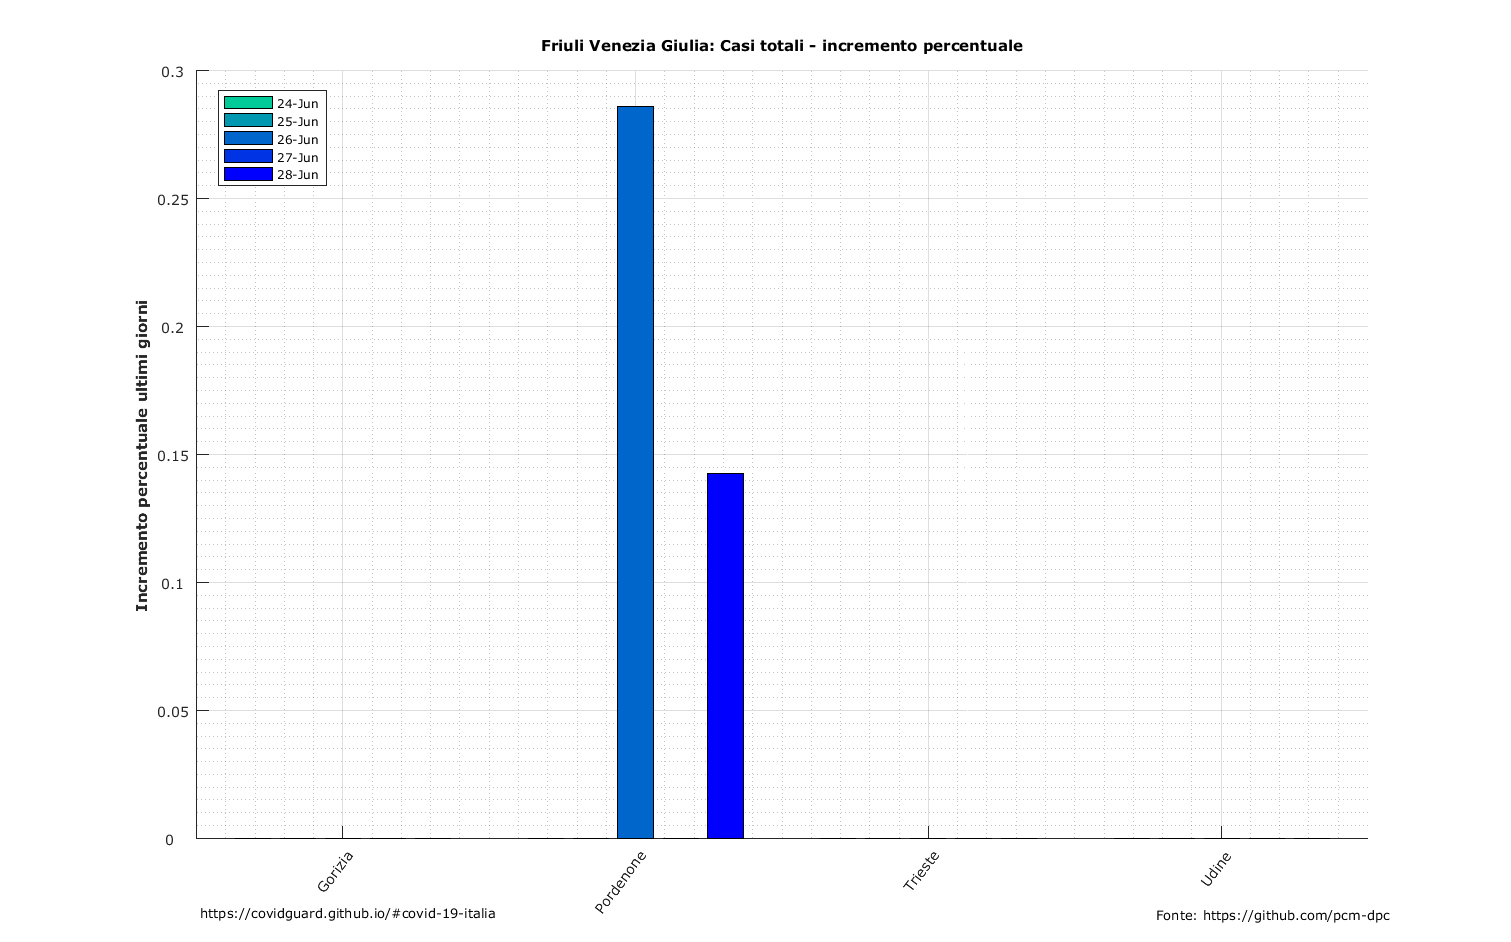 Friuli Venezia Giulia: Casi totali - incremento percentuale
0.3
0.25
0.2
0.15
0.1
0.05
0
Incremento percentuale ultimi giorni
24-Jun
25-Jun
26-Jun
27-Jun
28-Jun
Gorizia
Pordenone
Trieste
Udine
https://covidguard.github.io/#covid-19-italia
Fonte: https://github.com/pcm-dpc